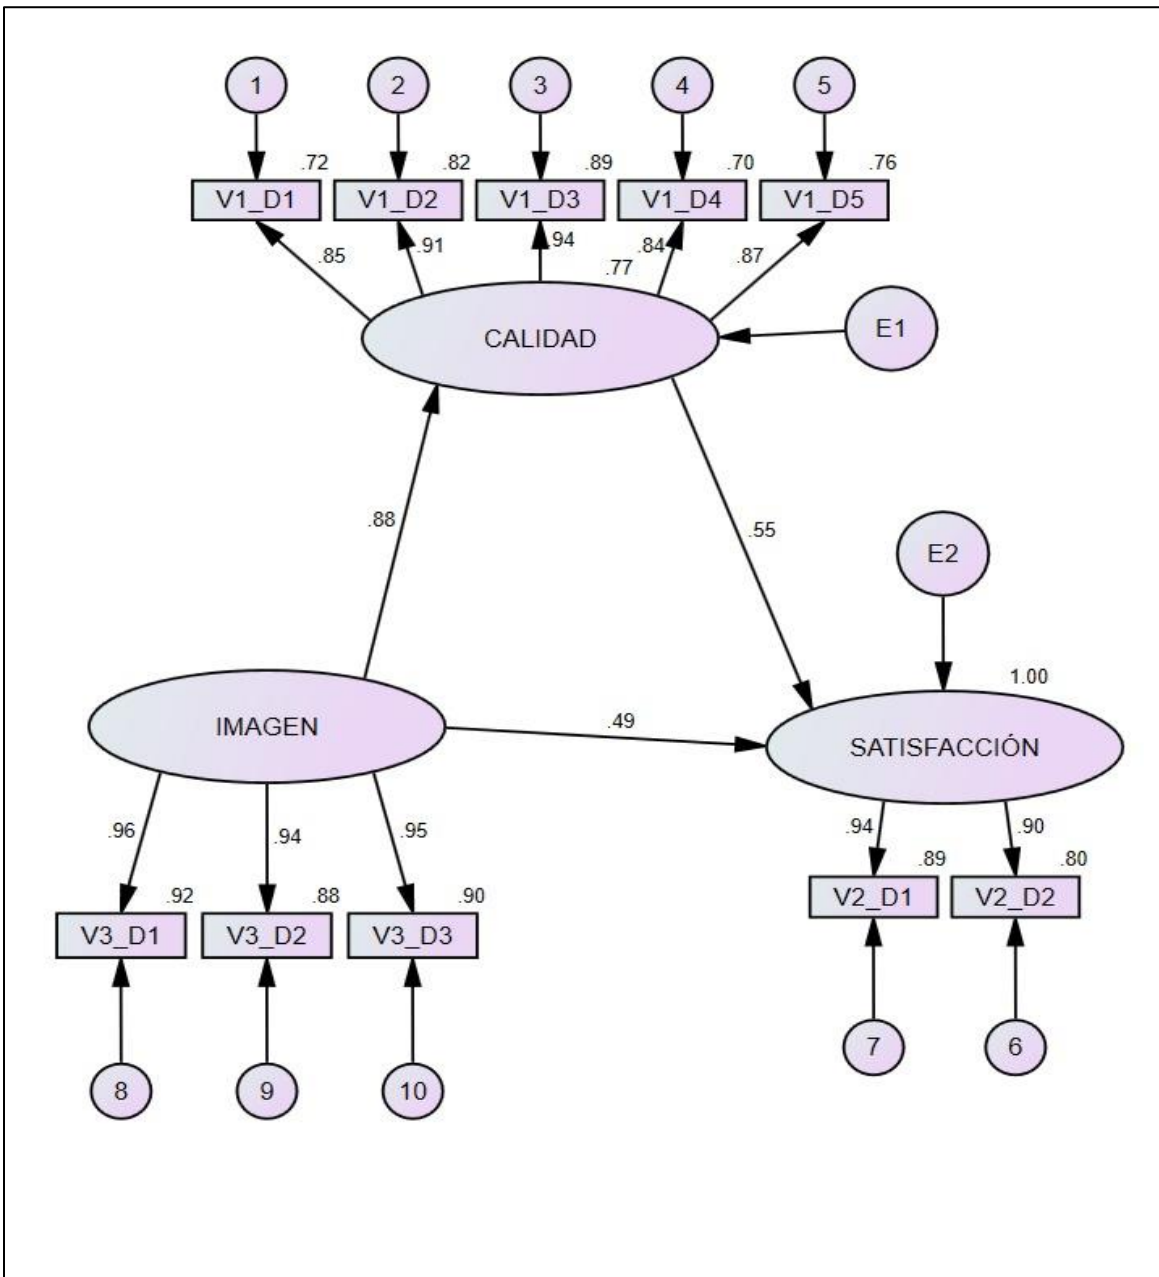 1 2 3 4 5
.72 .82 .89 .70 .76
V1_D1 V1_D2 V1_D3 V1_D4 V1_D5
.85 .91 .94 .84 .87
.77
CALIDAD
E1
.88
.55
E2
1.00
IMAGEN
.49
SATISFACCIÓN
.96 .94 .95
.94 .90
.89 .80
V2_D1 V2_D2
.92 .88 .90
V3_D1 V3_D2 V3_D3
7 6
8 9 10